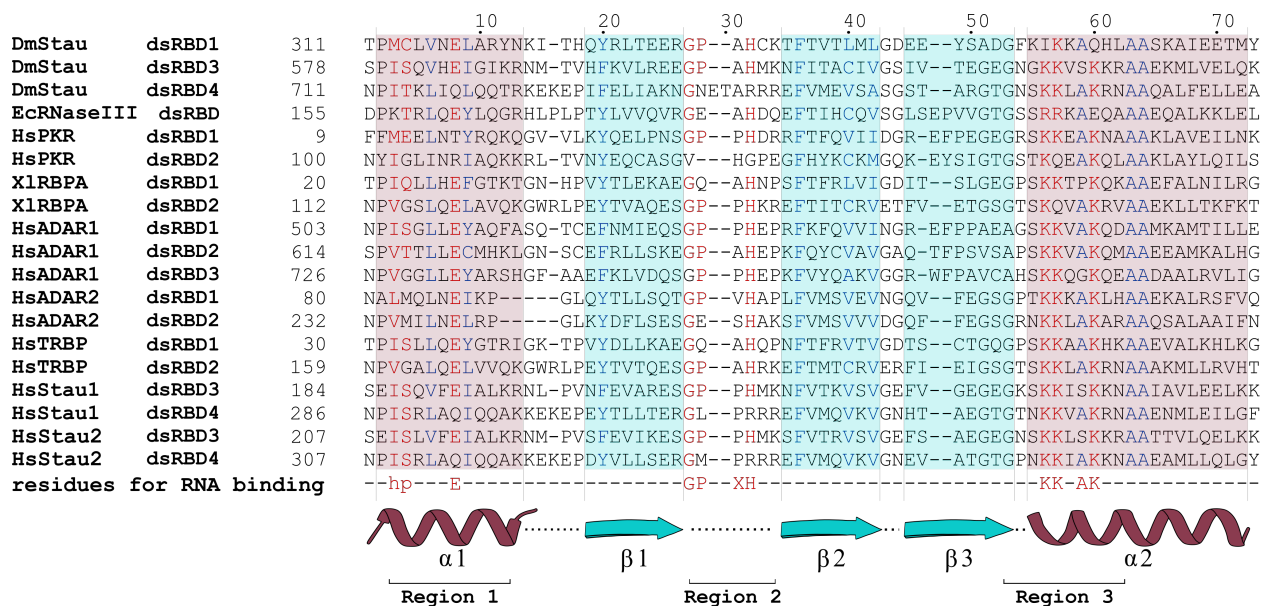 10 20 30 40 50 60 70
DmStau dsRBD1 311 TPMCLVNELARYNKI-THQYRLTEERGP--AHCKTFTVTLMLGDEE--YSADGFKIKKAQHLAASKAIEETMY
DmStau dsRBD3 578 SPISQVHEIGIKRNM-TVHFKVLREEGP--AHMKNFITACIVGSIV--TEGEGNGKKVSKKRAAEKMLVELQK
DmStau dsRBD4 711 NPITKLIQLQQTRKEKEPIFELIAKNGNETARRREFVMEVSASGST--ARGTGNSKKLAKRNAAQALFELLEA
EcRNaseIII dsRBD 155 DPKTRLQEYLQGRHLPLPTYLVVQVRGE--AHDQEFTIHCQVSGLSEPVVGTGSSRRKAEQAAAEQALKKLEL
HsPKR dsRBD1 9 FFMEELNTYRQKQGV-VLKYQELPNSGP--PHDRRFTFQVIIDGR-EFPEGEGRSKKEAKNAAAKLAVEILNK
HsPKR dsRBD2 100 NYIGLINRIAQKKRL-TVNYEQCASGV--HGPEGFHYKCKMGQK-EYSIGTGSTKQEAKQLAAKLAYLQILS
XlRBPA dsRBD1 20 TPIQLLHEFGTKTGN-HPVYTLEKAEGQ--AHNPSFTFRLVIGDIT--SLGEGPSKKTPKQKAAEFALNILRG
XlRBPA dsRBD2 112 NPVGSLQELAVQKGWRLPEYTVAQESGP--PHKREFTITCRVETFV--ETGSGTSKQVAKRVAAEKLLTKFKT
HsADAR1 dsRBD1 503 NPISGLLEYAQFASQ-TCEFNMIEQSGP--PHEPRFKFQVVINGR-EFPPAEAGSKKVAKQDAAMKAMTILLE
HsADAR1 dsRBD2 614 SPVTTLLECMHKLGN-SCEFRLLSKEGP--AHEPKFQYCVAVGAQ-TFPSVSAPSKKVAKQMAAEEAMKALHG
HsADAR1 dsRBD3 726 NPVGGLLEYARSHGF-AAEFKLVDQSGP--PHEPKFVYQAKVGGR-WFPAVCAHSKKQGKQEAADAALRVLIG
HsADAR2 dsRBD1 80 NALMQLNEIKP-----GLQYTLLSQTGP--VHAPLFVMSVEVNGQV--FEGSGPTKKKAKLHAAEKALRSFVQ
HsADAR2 dsRBD2 232 NPVMILNELRP-----GLKYDFLSESGE--SHAKSFVMSVVVDGQF--FEGSGRNKKLAKARAAQSALAAIFN
HsTRBP dsRBD1 30 TPISLLQEYGTRIGK-TPVYDLLKAEGQ--AHQPNFTFRVTVGDTS--CTGQGPSKKAAKHKAAEVALKHLKG
HsTRBP dsRBD2 159 NPVGALQELVVQKGWRLPEYTVTQESGP--AHRKEFTMTCRVERFI--EIGSGTSKKLAKRNAAAKMLLRVHT
HsStau1 dsRBD3 184 SEISQVFEIALKRNL-PVNFEVARESGP--PHMKNFVTKVSVGEFV--GEGEGKSKKISKKNAAIAVLEELKK
HsStau1 dsRBD4 286 NPISRLAQIQQAKKEKEPEYTLLTERGL--PRRREFVMQVKVGNHT--AEGTGTNKKVAKRNAAENMLEILGF
HsStau2 dsRBD3 207 SEISLVFEIALKRNM-PVSFEVIKESGP--PHMKSFVTRVSVGEFS--AEGEGNSKKLSKKRAATTVLQELKK
HsStau2 dsRBD4 307 NPISRLAQIQQAKKEKEPDYVLLSERGM--PRRREFVMQVKVGNEV--ATGTGPNKKIAKKNAAEAMLLQLGY
residues for RNA binding --hp---E------------------GP--XH-----------------------KK-AK-------------
α1 β1 β2 β3 α2
Region 1 Region 2 Region 3